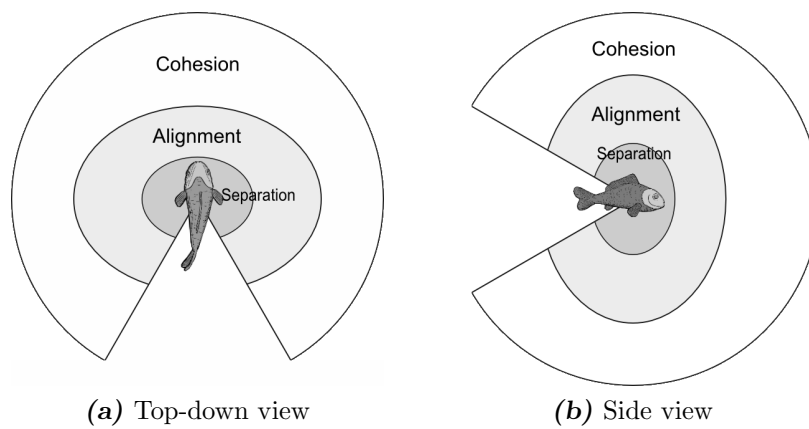 Cohesion
Alignment
Separation
(a) Top-down view
Cohesion
Alignment
Separation
(b) Side view